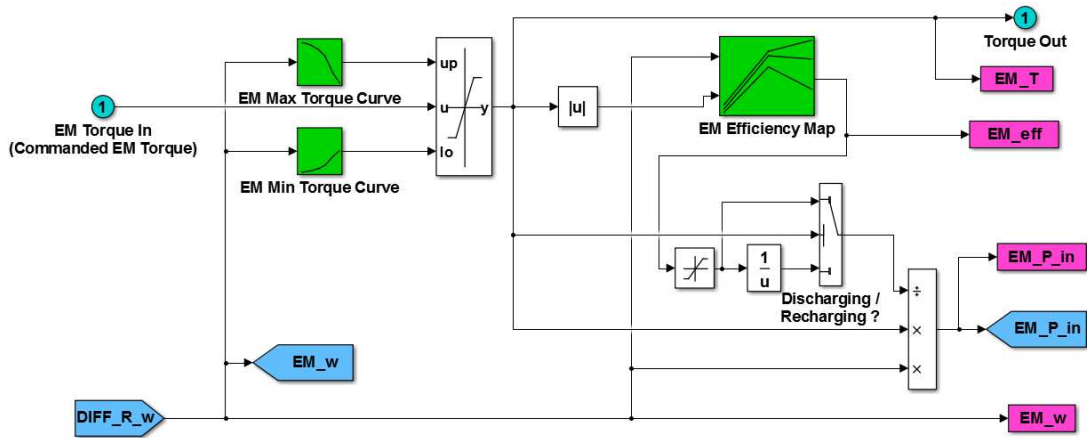 1
Torque Out
EM_T
EM Max Torque Curve
up
u
y
lo
|u|
EM Efficiency Map
1
EM Torque In
(Commanded EM Torque)
EM_eff
EM Min Torque Curve
1
u
Discharging /
Recharging ?
÷
×
×
EM_P_in
EM_P_in
EM_w
DIFF_R_w
EM_w